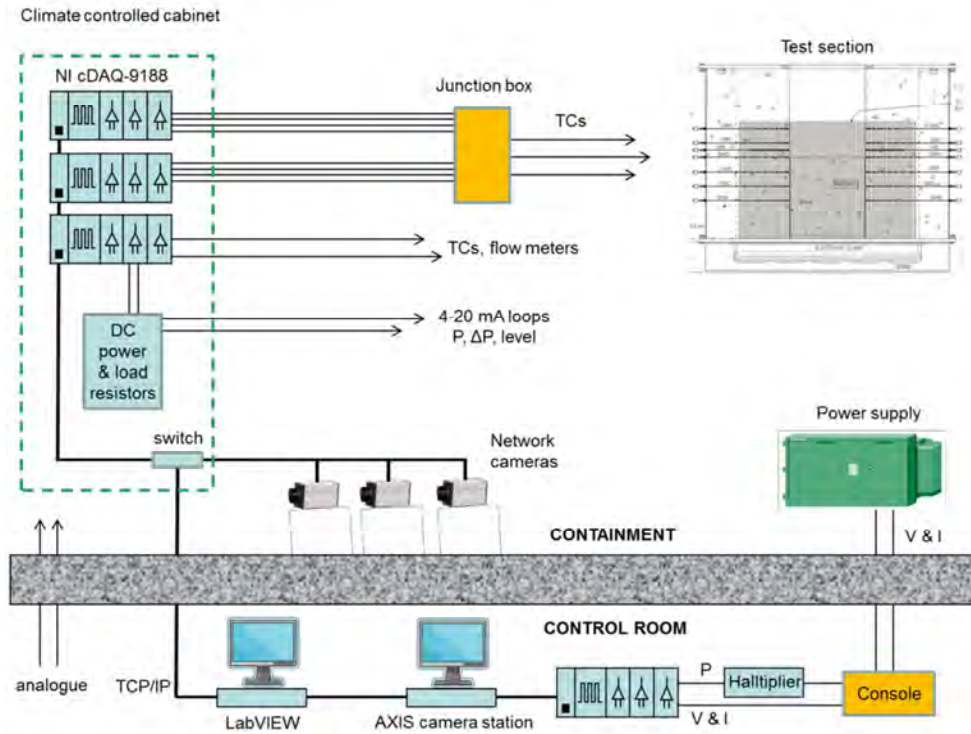 Climate controlled cabinet
NI cDAQ-9188
Junction box
TCs
Test section
TCs, flow meters
4-20 mA loops
P, ΔP, level
DC
power
& load
resistors
switch
Network
cameras
Power supply
CONTAINMENT
V & I
CONTROL ROOM
analogue
TCP/IP
LabVIEW
AXIS camera station
P
Halltiplier
V & I
Console